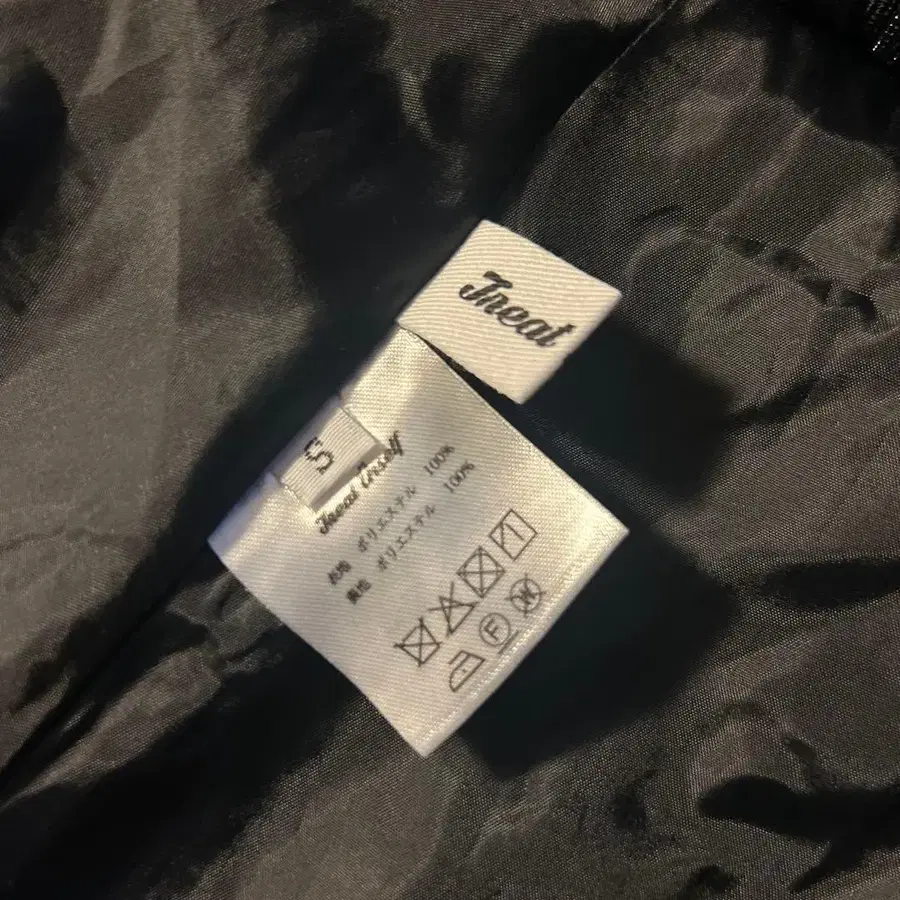 Treat
S
Treat Ürself
表地 ポリエステル 100%
裏地 ポリエステル 100%
F
W